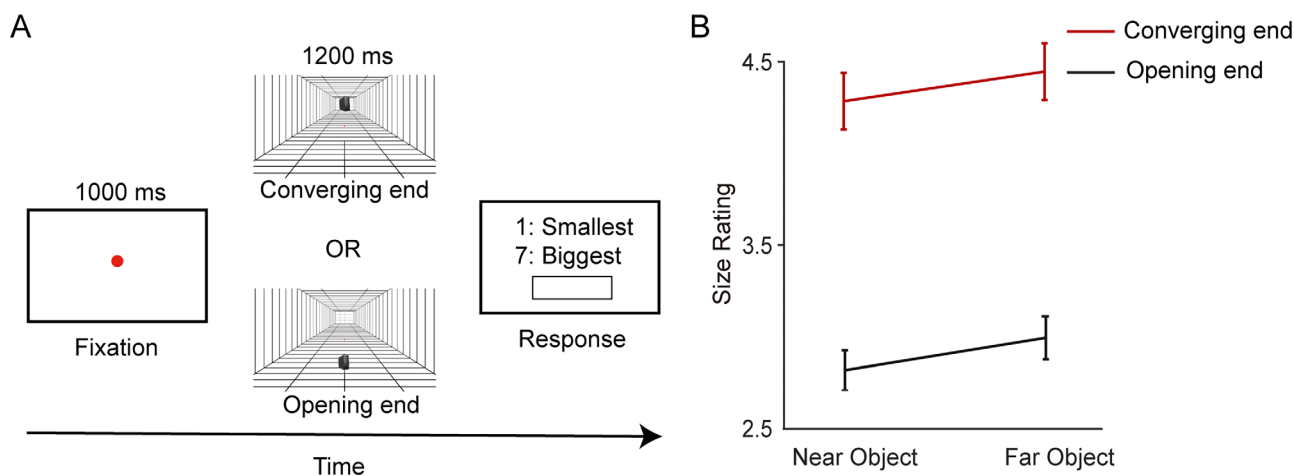 A
1200 ms
Converging end
1000 ms
Fixation
OR
Opening end
1: Smallest
7: Biggest
Response
Time
B
Converging end
Opening end
Size Rating
4.5
3.5
2.5
Near Object
Far Object